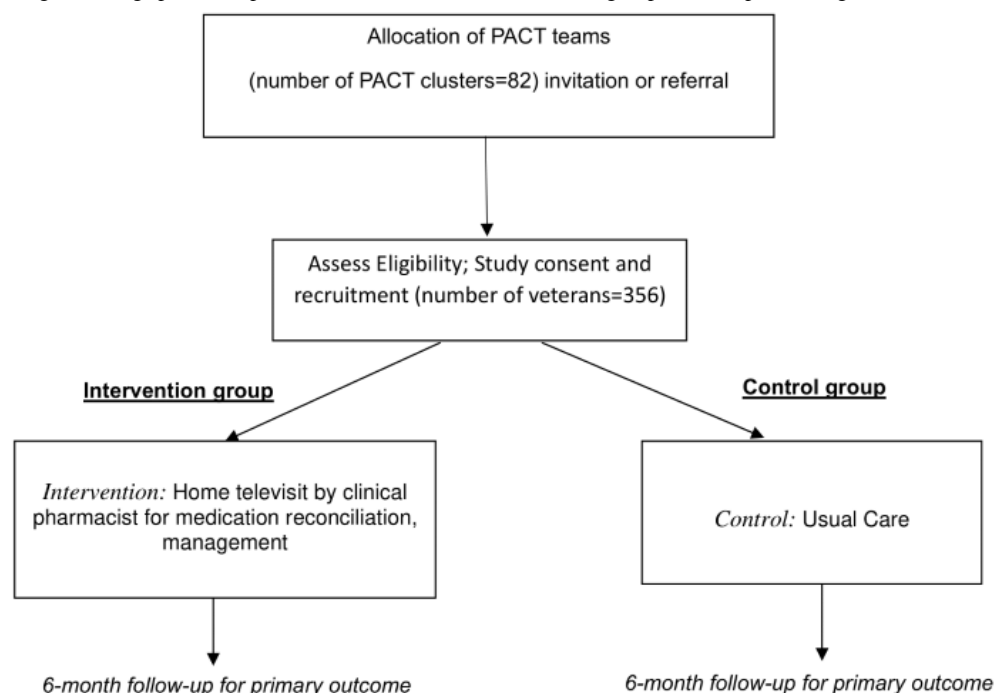 Allocation of PACT teams
(number of PACT clusters=82) invitation or referral
Assess Eligibility; Study consent and
recruitment (number of veterans=356)
Intervention group
Control group
Intervention: Home televisit by clinical
pharmacist for medication reconciliation,
management
Control: Usual Care
6-month follow-up for primary outcome
6-month follow-up for primary outcome